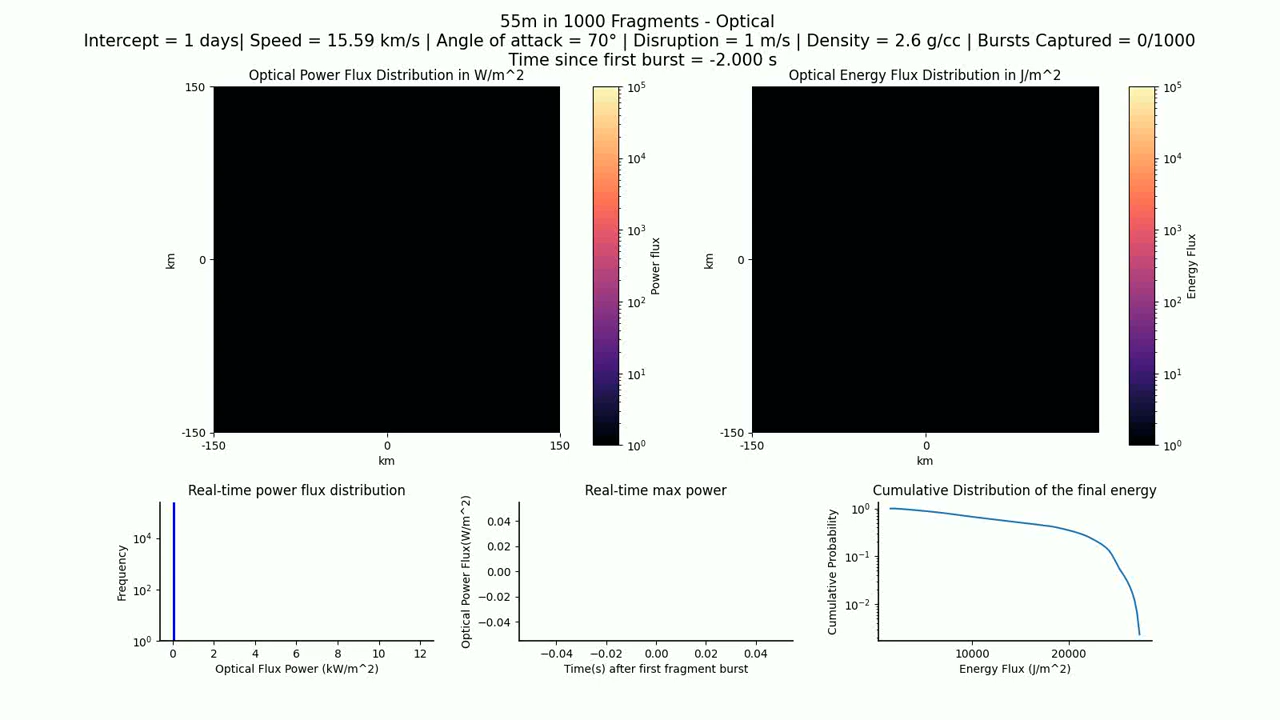 55m in 1000 Fragments - Optical
Intercept = 1 days| Speed = 15.59 km/s | Angle of attack = 70° | Disruption = 1 m/s | Density = 2.6 g/cc | Bursts Captured = 0/1000
Time since first burst = -2.000 s
Optical Power Flux Distribution in W/m^2
150
0
-150
km
-150 0 150
km
10^5
10^4
10^3
10^2
10^1
10^0
Power flux
Optical Energy Flux Distribution in J/m^2
0
-150
km
-150 0
km
10^5
10^4
10^3
10^2
10^1
10^0
Energy Flux
Real-time power flux distribution
10^4
10^2
10^0
Frequency
0 2 4 6 8 10 12
Optical Flux Power (kW/m^2)
Real-time max power
0.04
0.02
0.00
−0.02
−0.04
Optical Power Flux(W/m^2)
−0.04 −0.02 0.00 0.02 0.04
Time(s) after first fragment burst
Cumulative Distribution of the final energy
10^0
10^−1
10^−2
Cumulative Probability
10000 20000
Energy Flux (J/m^2)